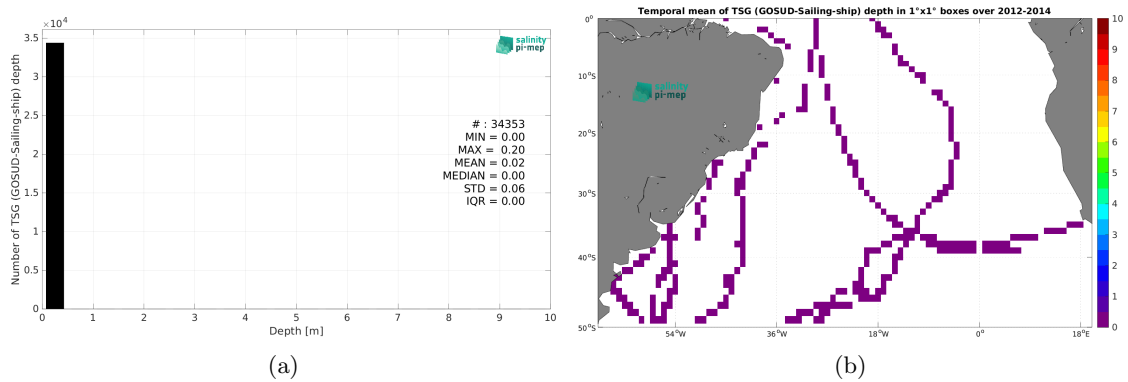 ×10⁴
3.5
3
2.5
2
1.5
1
0.5
0
Number of TSG (GOSUD-Sailing-ship) depth
salinity
pi-mep
# : 34353
MIN = 0.00
MAX = 0.20
MEAN = 0.02
MEDIAN = 0.00
STD = 0.06
IQR = 0.00
0 1 2 3 4 5 6 7 8 9 10
Depth [m]
(a)
Temporal mean of TSG (GOSUD-Sailing-ship) depth in 1°x1° boxes over 2012-2014
0°
10°S
20°S
30°S
40°S
50°S
salinity
pi-mep
54°W 36°W 18°W 0° 18°E
10
9
8
7
6
5
4
3
2
1
0
(b)